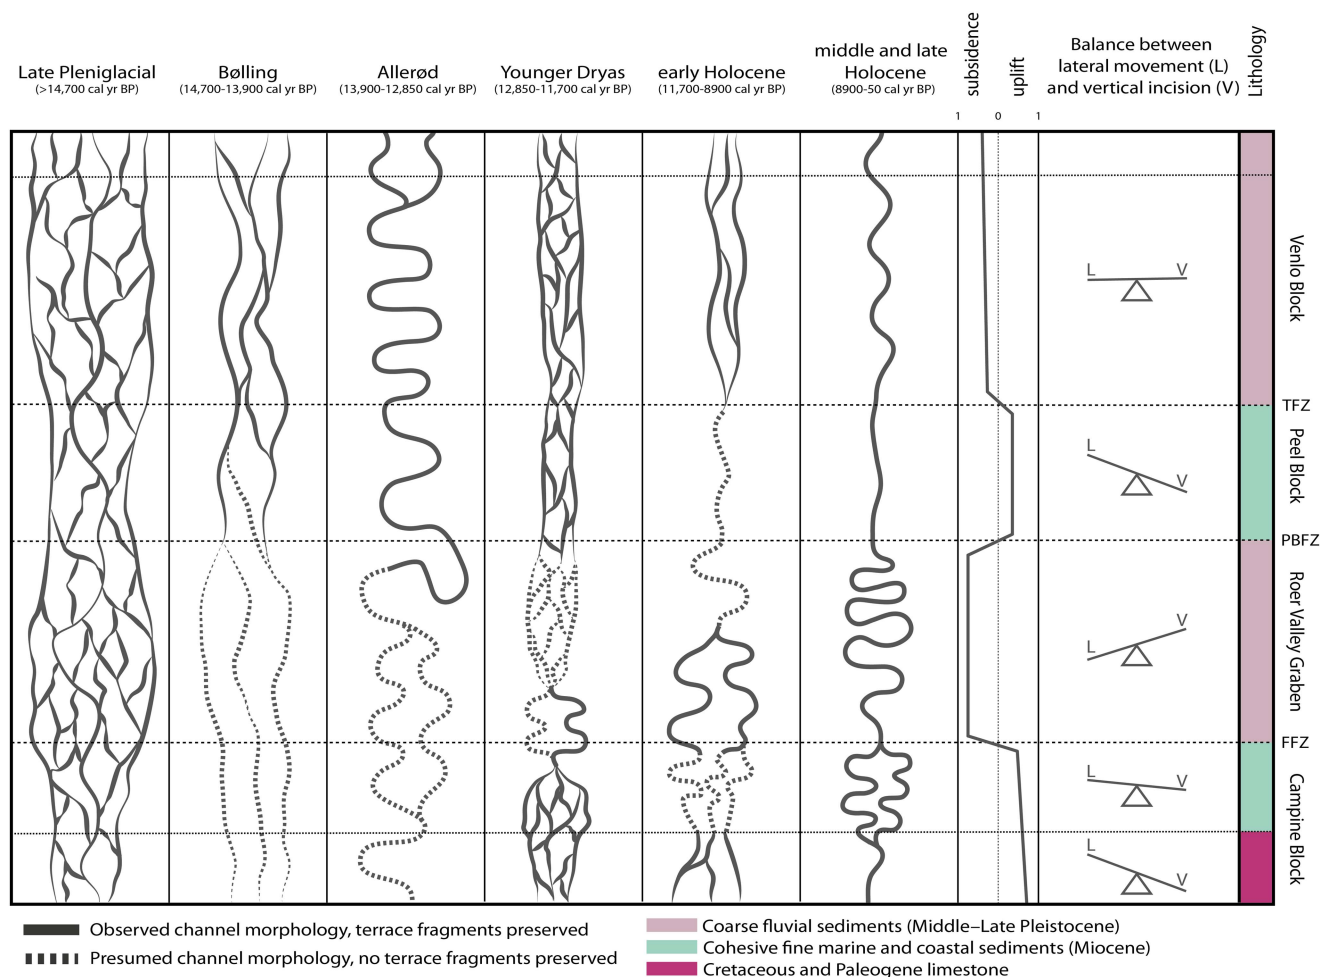 Late Pleniglacial
(>14,700 cal yr BP)
Bølling
(14,700-13,900 cal yr BP)
Allerød
(13,900-12,850 cal yr BP)
Younger Dryas
(12,850-11,700 cal yr BP)
early Holocene
(11,700-8900 cal yr BP)
middle and late
Holocene
(8900-50 cal yr BP)
subsidence
uplift
1 0 1
Balance between
lateral movement (L)
and vertical incision (V)
Lithology
L V
Venlo Block
TFZ
L V
Peel Block
PBFZ
L V
Roer Valley Graben
FFZ
L V
Campine Block
L V
Observed channel morphology, terrace fragments preserved
Presumed channel morphology, no terrace fragments preserved
Coarse fluvial sediments (Middle–Late Pleistocene)
Cohesive fine marine and coastal sediments (Miocene)
Cretaceous and Paleogene limestone